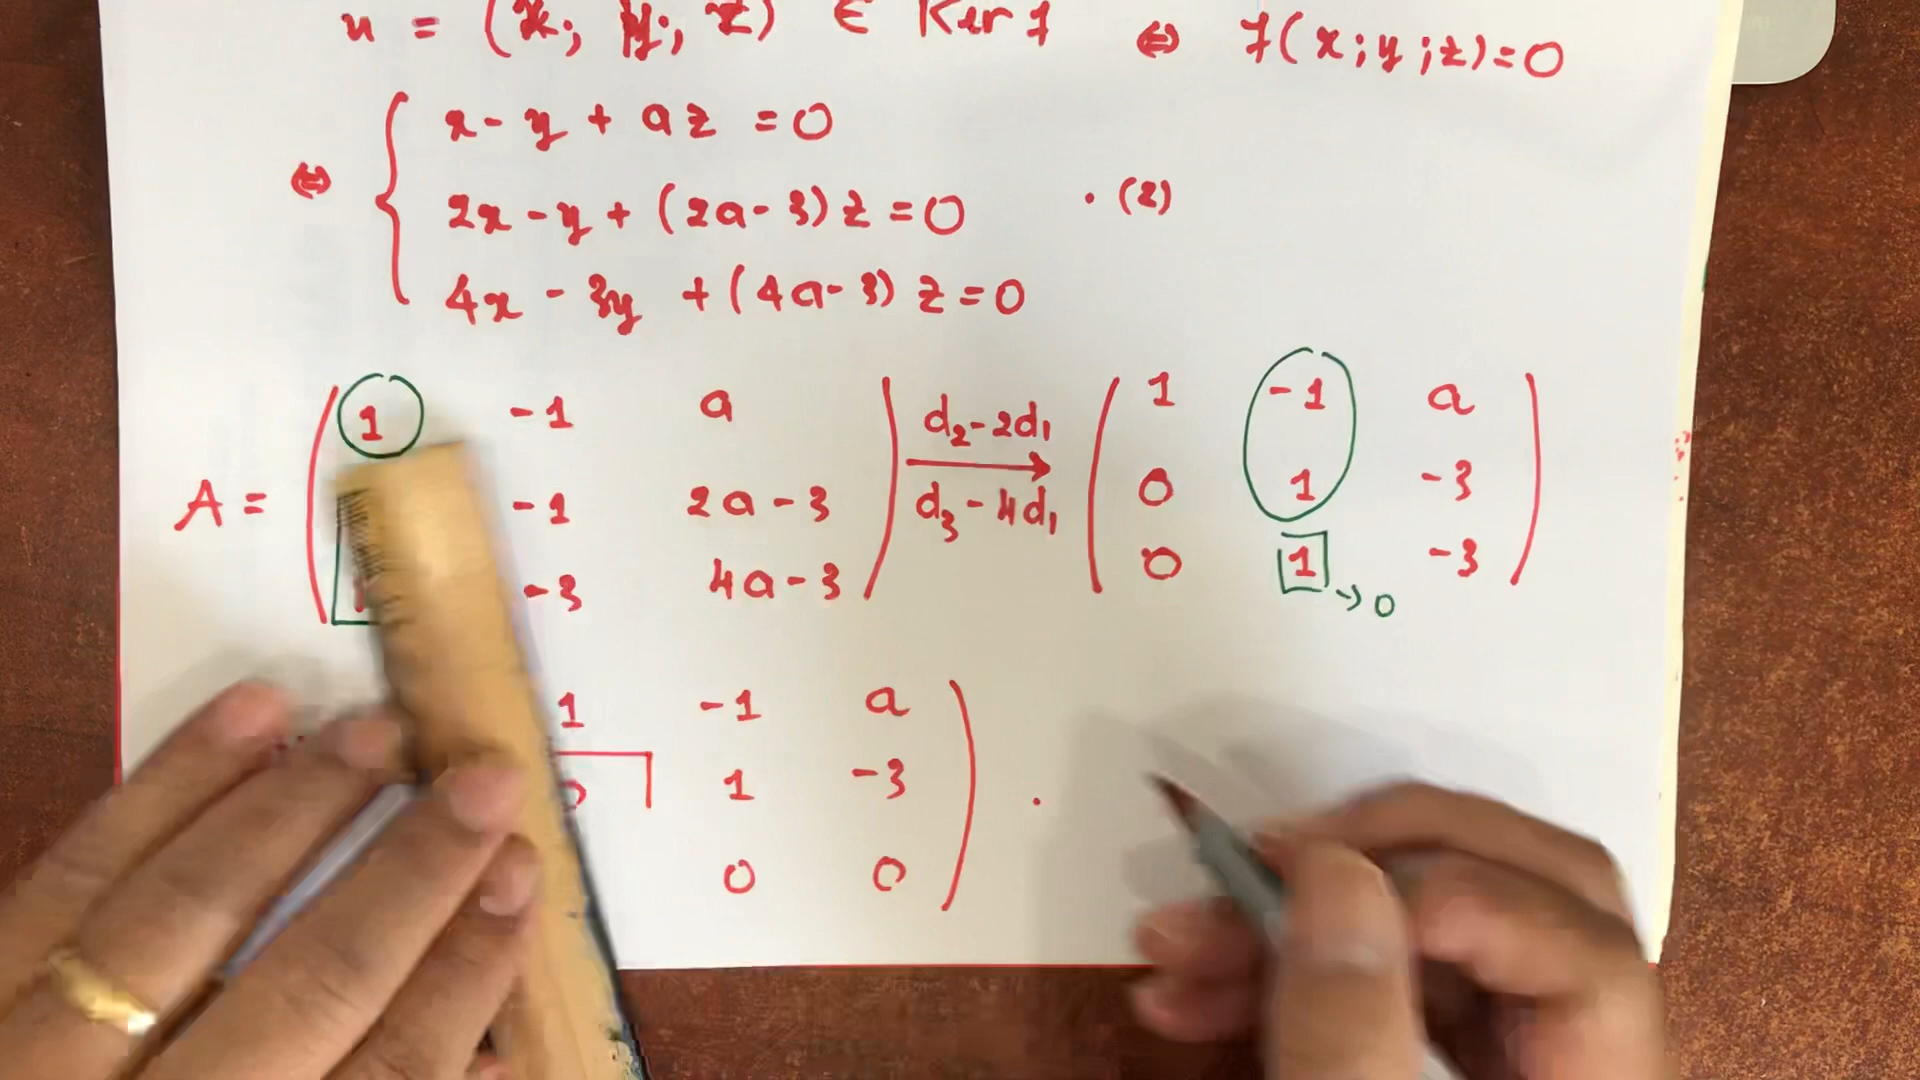 u = (x; y; z) ∈ Ker f ⇔ f(x; y; z) = 0
⇔ { x - y + az = 0
2x - y + (2a - 3)z = 0 . (2)
4x - 3y + (4a - 3)z = 0
1 -1 a d₂ - 2d₁ 1 -1 a
A = -1 2a - 3 → 0 1 -3
-3 4a - 3 d₃ - 4d₁ 0 1 -3
→ 0
1 -1 a
0 1 -3 .
0 0